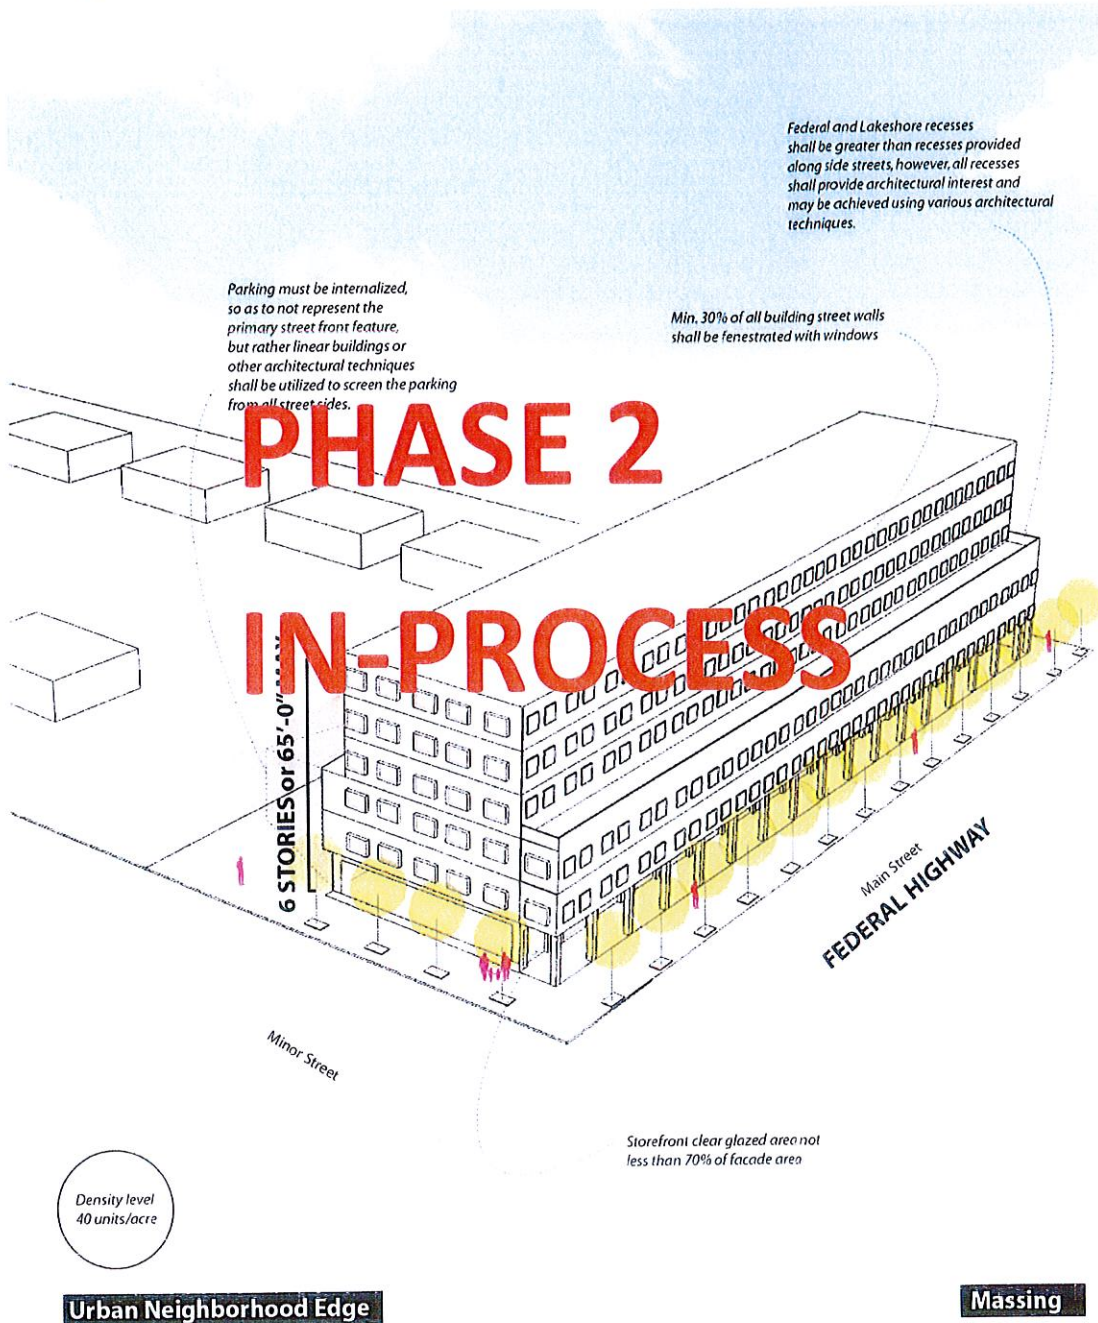 Federal and Lakeshore recesses
shall be greater than recesses provided
along side streets, however, all recesses
shall provide architectural interest and
may be achieved using various architectural
techniques.
Parking must be internalized,
so as to not represent the
primary street front feature,
but rather linear buildings or
other architectural techniques
shall be utilized to screen the parking
from all street sides.
Min. 30% of all building street walls
shall be fenestrated with windows
PHASE 2
IN-PROCESS
6 STORIES or 65'-0"
Main Street
FEDERAL HIGHWAY
Minor Street
Storefront clear glazed area not
less than 70% of facade area
Density level
40 units/acre
Urban Neighborhood Edge
Massing